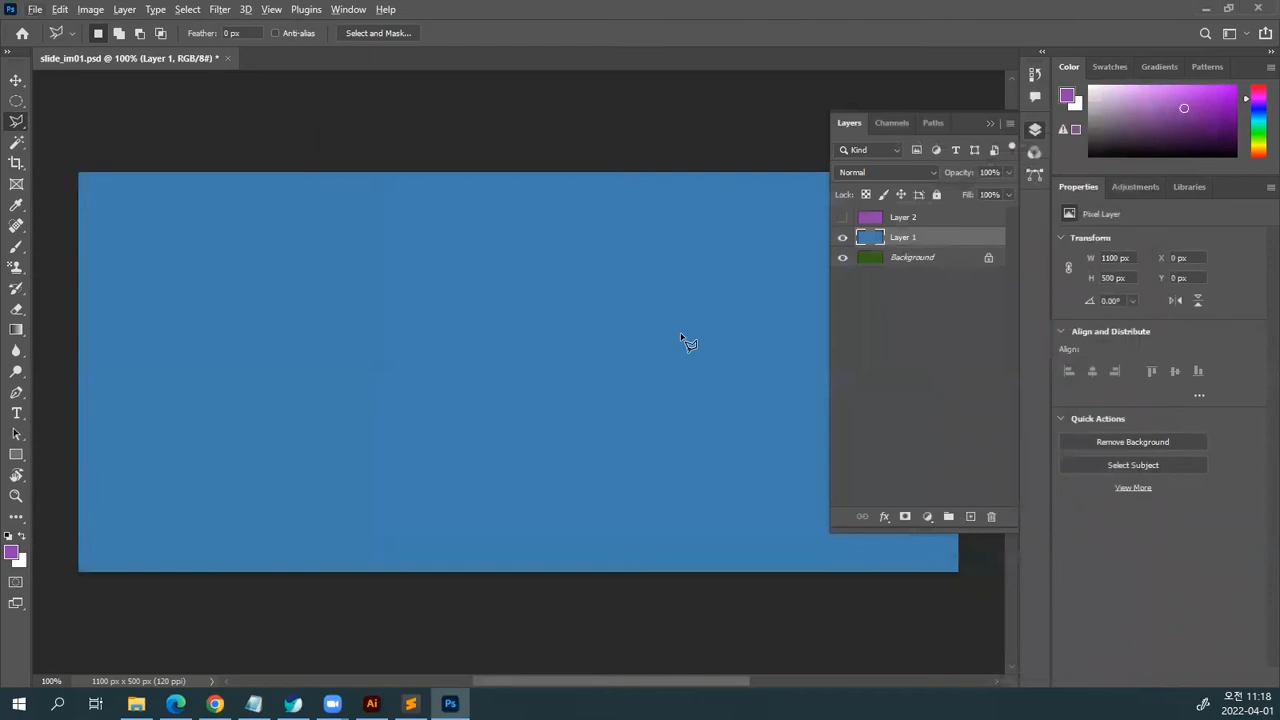 Ps File Edit Image Layer Type Select Filter 3D View Plugins Window Help
Feather: 0 px Anti-alias Select and Mask...
slide_im01.psd @ 100% (Layer 1, RGB/8#) * ×
Color Swatches Gradients Patterns
Layers Channels Paths
Kind
Normal Opacity: 100%
Lock: Fill: 100%
Layer 2
Layer 1
Background
fx
Properties Adjustments Libraries
Pixel Layer
Transform
W 1100 px X 0 px
H 500 px Y 0 px
0.00°
Align and Distribute
Align:
...
Quick Actions
Remove Background
Select Subject
View More
100% 1100 px x 500 px (120 ppi)
Ai Ps
오전 11:18
2022-04-01